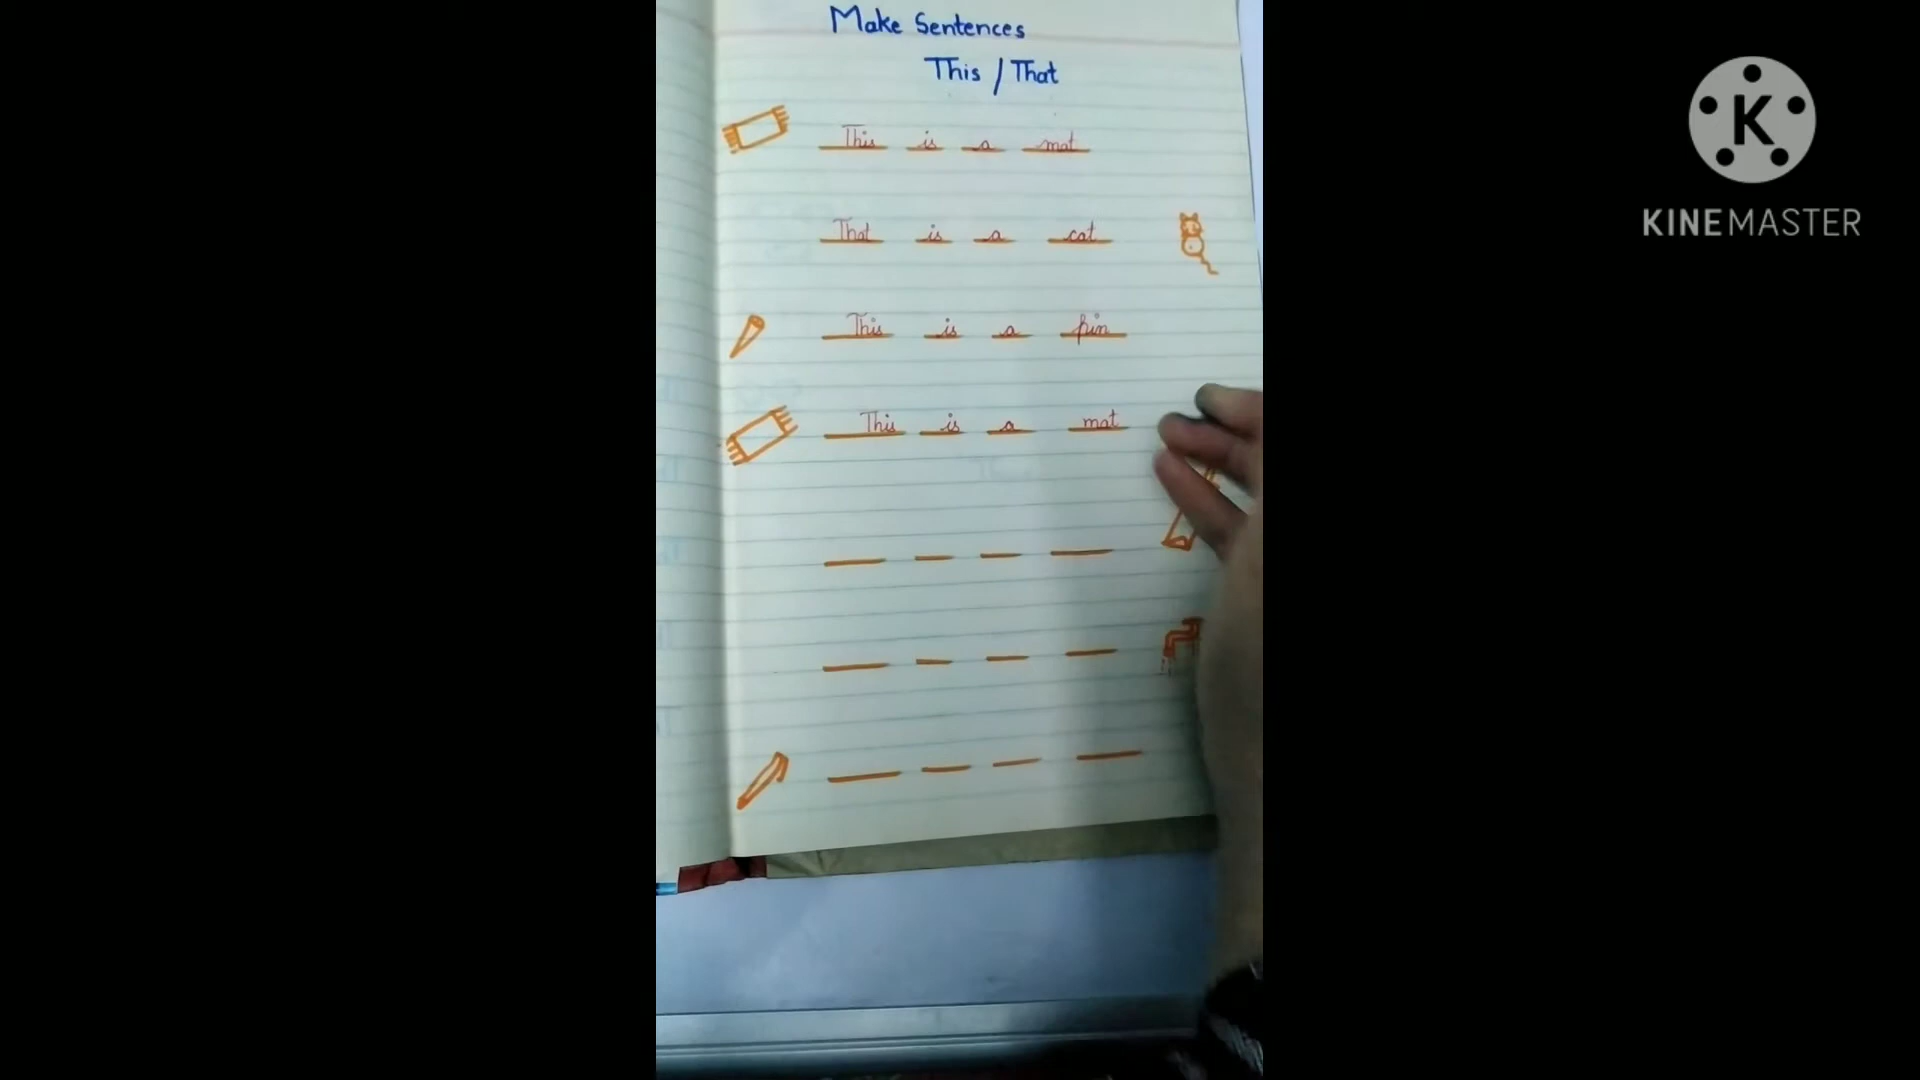 Make Sentences
This / That
This is a mat
That is a cat
This is a pin
This is a mat
K
KINEMASTER